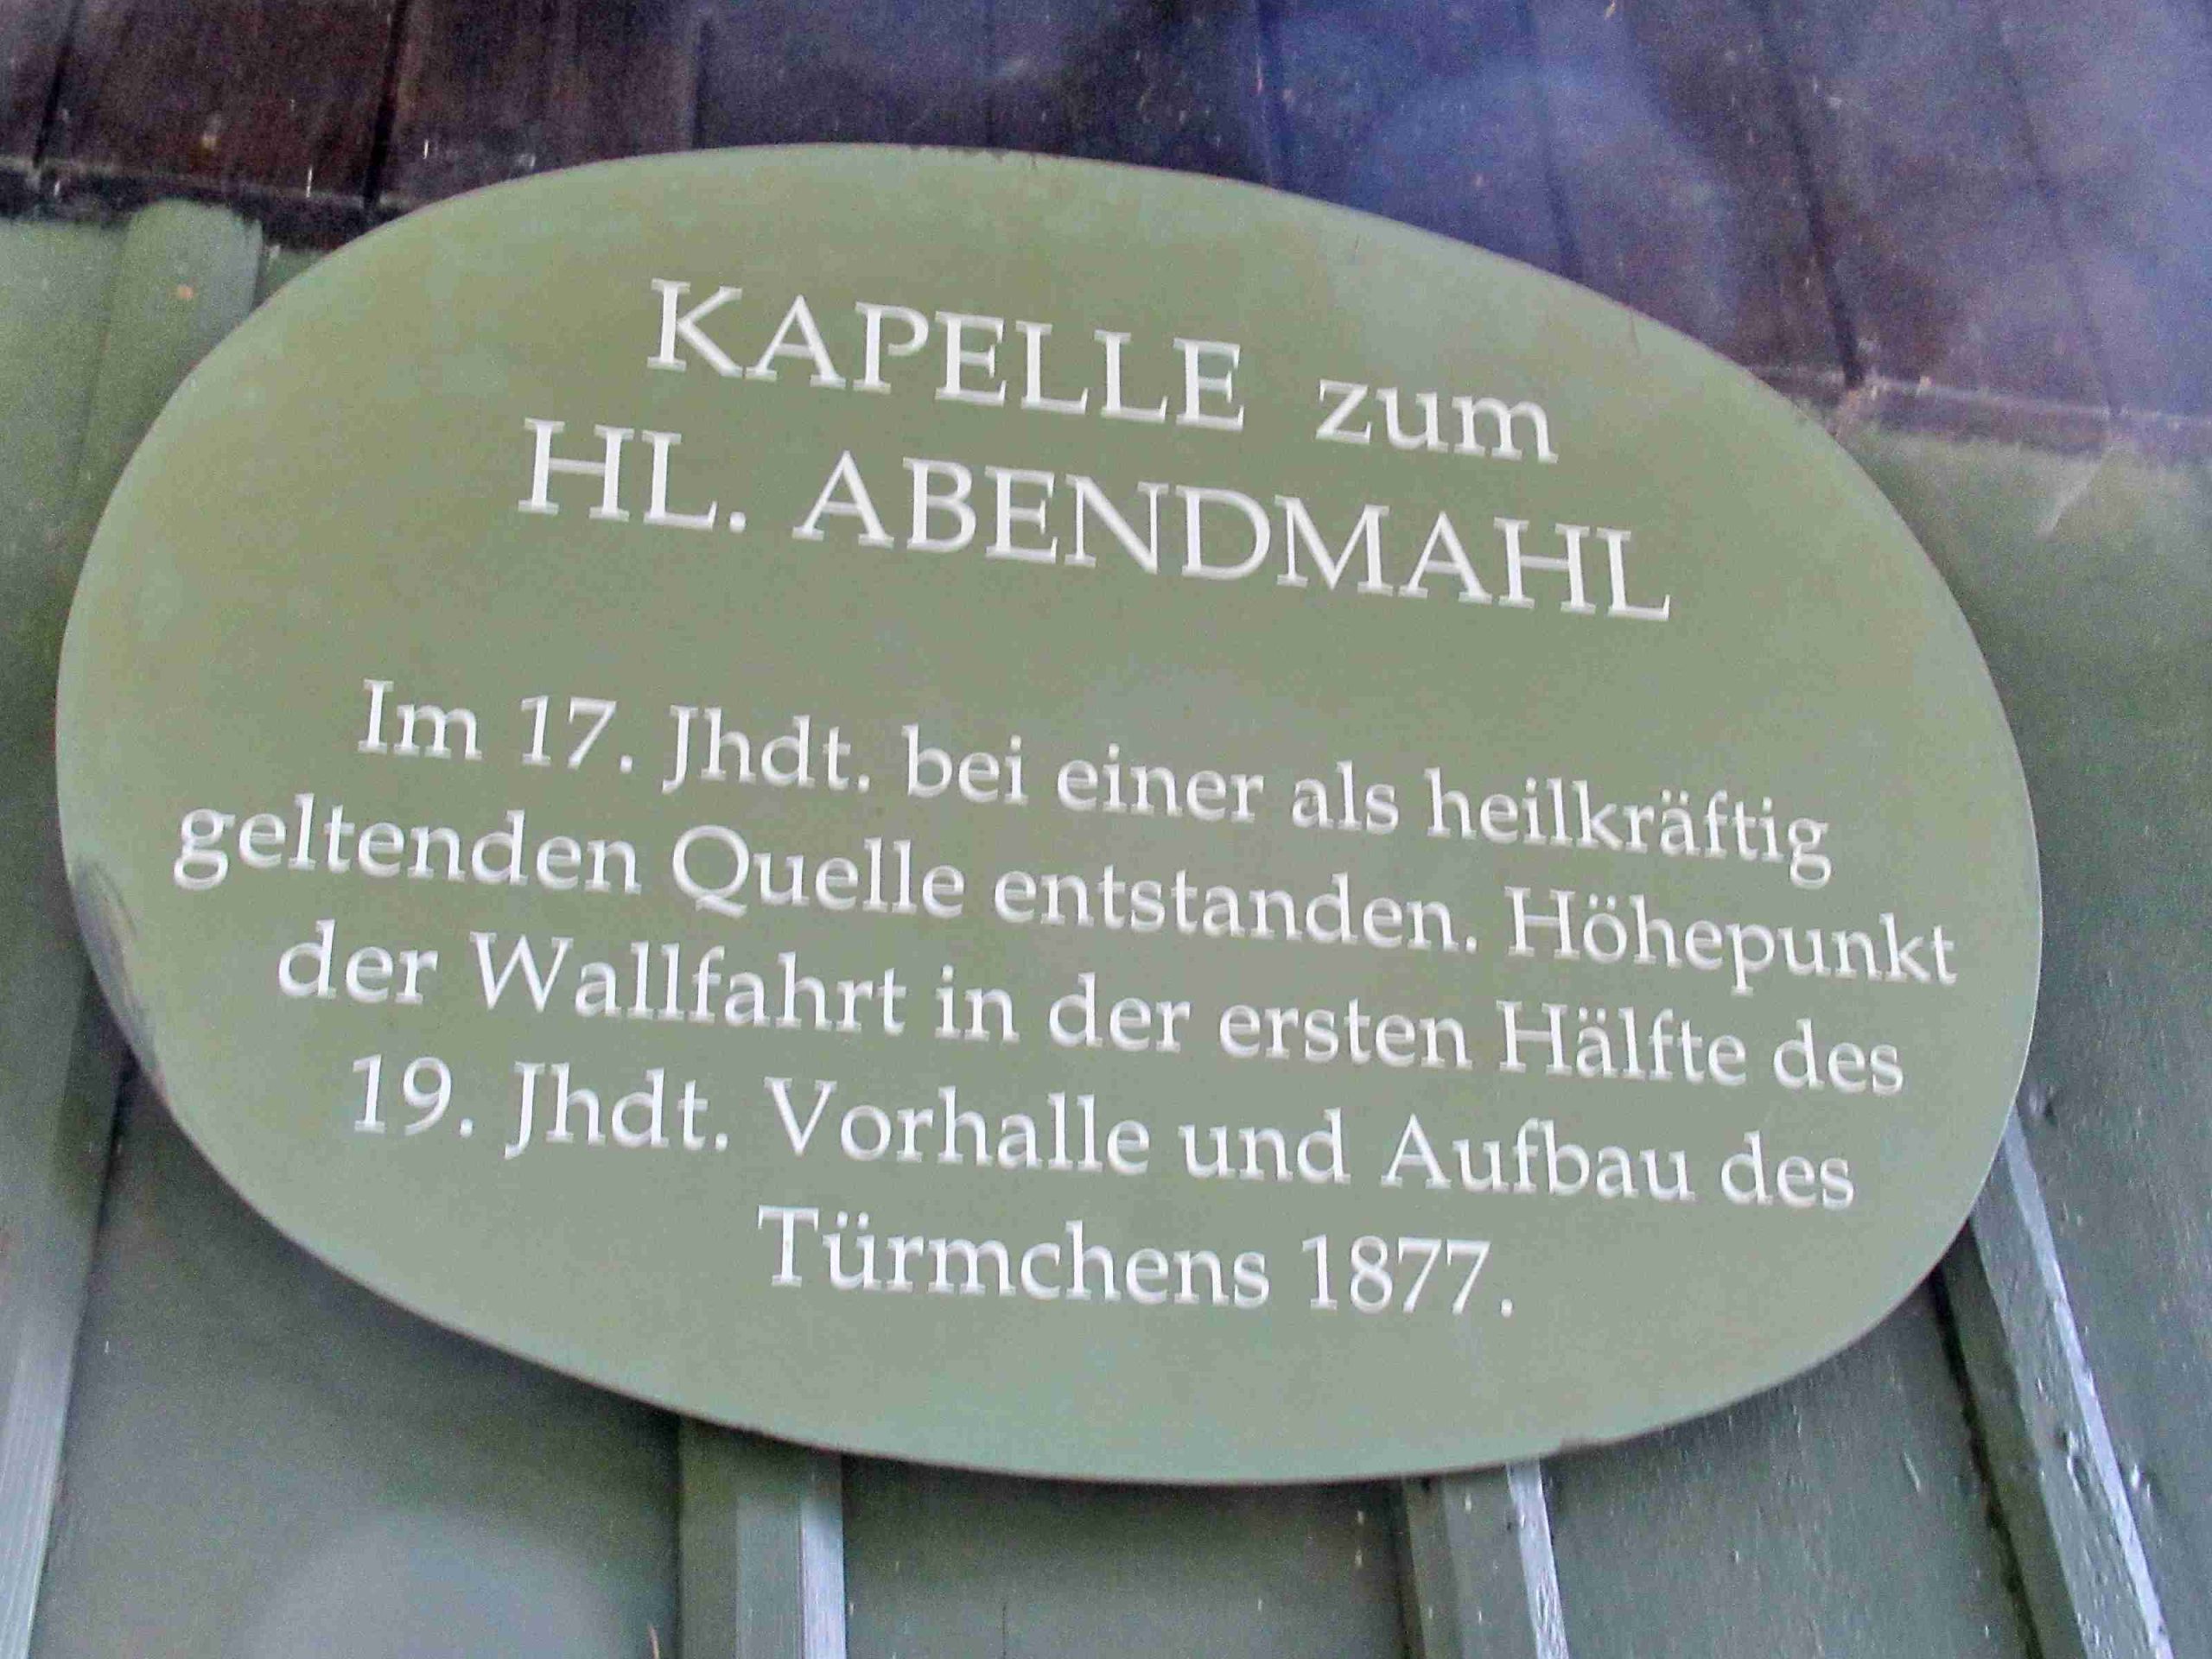 KAPELLE zum
HL. ABENDMAHL
Im 17. Jhdt. bei einer als heilkräftig
geltenden Quelle entstanden. Höhepunkt
der Wallfahrt in der ersten Hälfte des
19. Jhdt. Vorhalle und Aufbau des
Türmchens 1877.